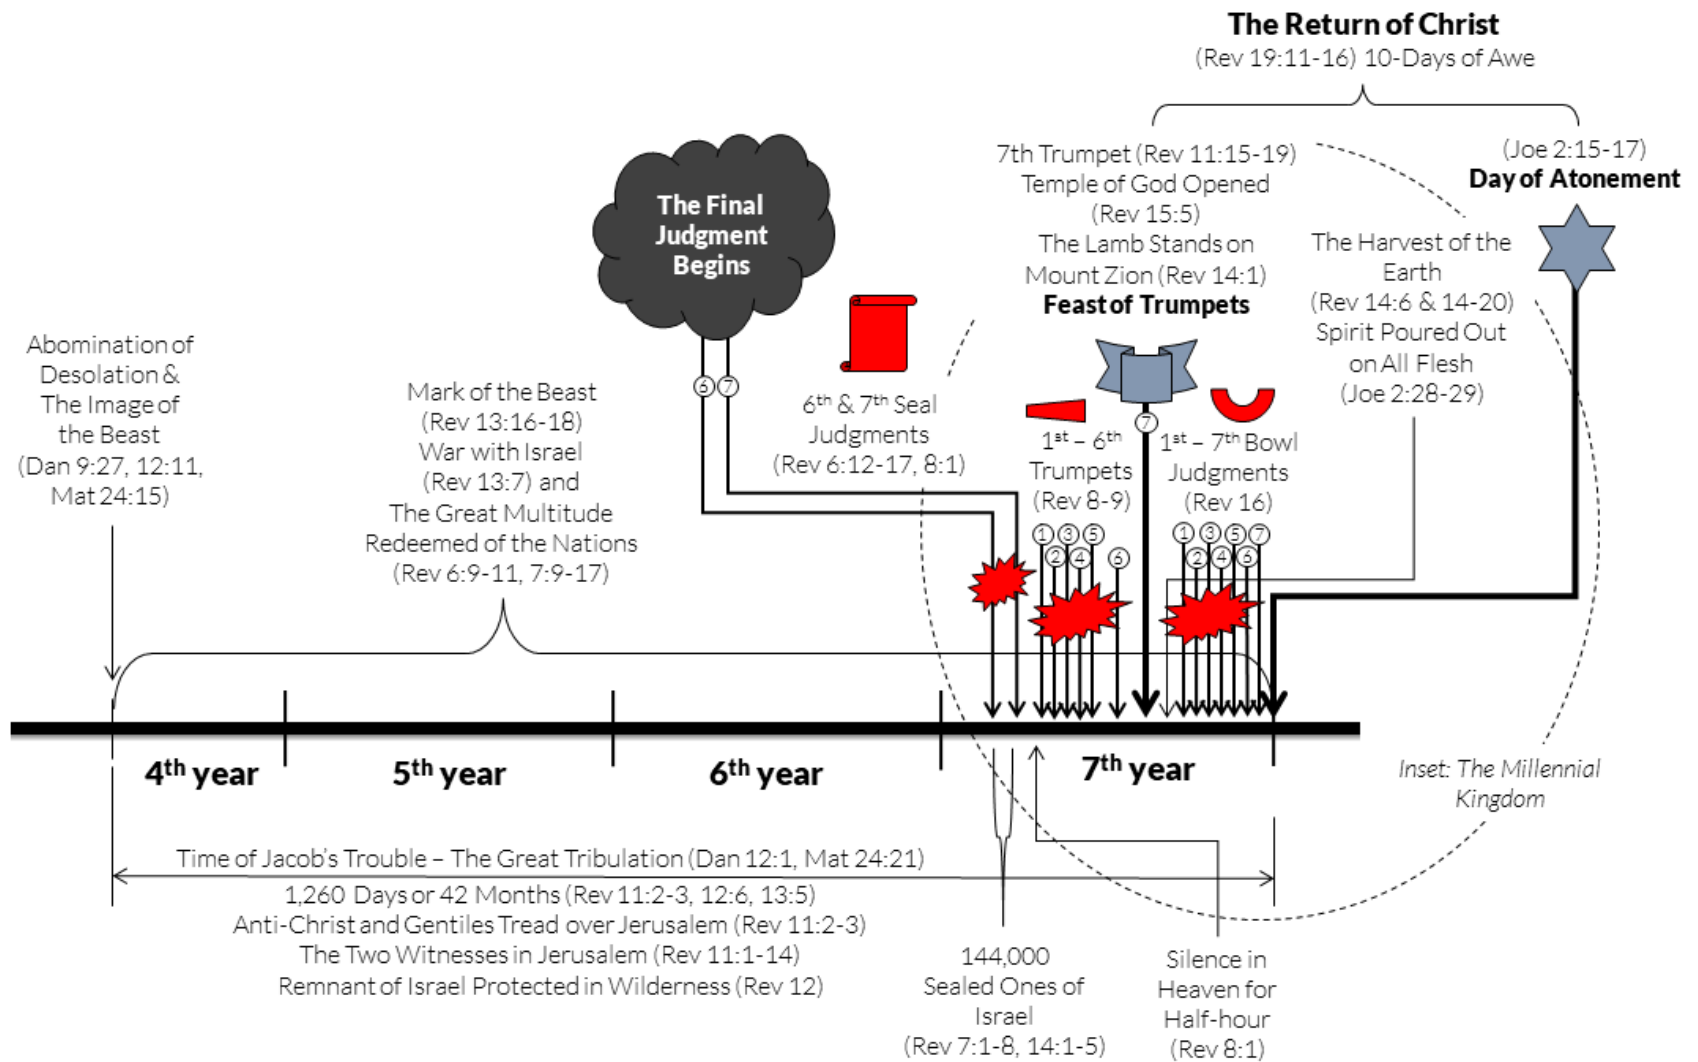 The Return of Christ
(Rev 19:11-16) 10-Days of Awe
7th Trumpet (Rev 11:15-19)
Temple of God Opened
(Rev 15:5)
The Lamb Stands on
Mount Zion (Rev 14:1)
Feast of Trumpets
(Joe 2:15-17)
Day of Atonement
The Harvest of the
Earth
(Rev 14:6 & 14-20)
Spirit Poured Out
on All Flesh
(Joe 2:28-29)
The Final
Judgment
Begins
6 7
6th & 7th Seal
Judgments
(Rev 6:12-17, 8:1)
Abomination of
Desolation &
The Image of
the Beast
(Dan 9:27, 12:11,
Mat 24:15)
Mark of the Beast
(Rev 13:16-18)
War with Israel
(Rev 13:7) and
The Great Multitude
Redeemed of the Nations
(Rev 6:9-11, 7:9-17)
1st – 6th
Trumpets
(Rev 8-9)
1 2 3 4 5 6
7
1st – 7th Bowl
Judgments
(Rev 16)
1 2 3 4 5 6 7
4th year
5th year
6th year
7th year
Inset: The Millennial
Kingdom
Time of Jacob's Trouble – The Great Tribulation (Dan 12:1, Mat 24:21)
1,260 Days or 42 Months (Rev 11:2-3, 12:6, 13:5)
Anti-Christ and Gentiles Tread over Jerusalem (Rev 11:2-3)
The Two Witnesses in Jerusalem (Rev 11:1-14)
Remnant of Israel Protected in Wilderness (Rev 12)
144,000
Sealed Ones of
Israel
(Rev 7:1-8, 14:1-5)
Silence in
Heaven for
Half-hour
(Rev 8:1)